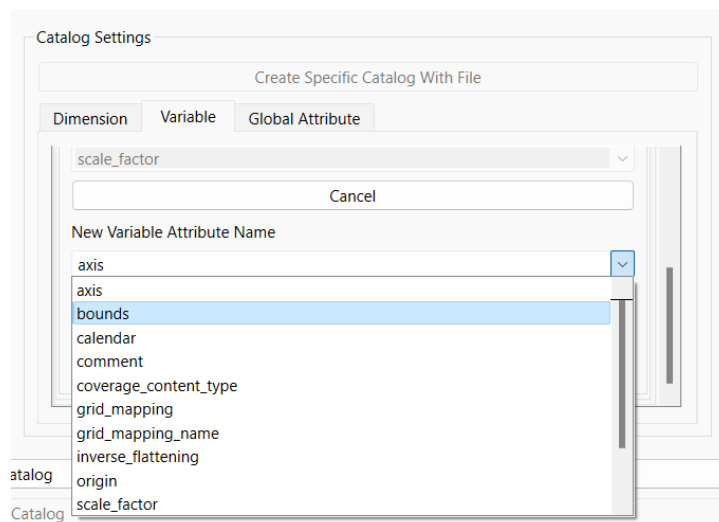 Catalog Settings
Create Specific Catalog With File
Dimension Variable Global Attribute
scale_factor
Cancel
New Variable Attribute Name
axis
axis
bounds
calendar
comment
coverage_content_type
grid_mapping
grid_mapping_name
inverse_flattening
origin
scale_factor
atalog
Catalog